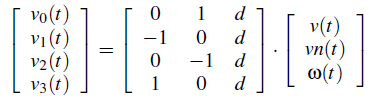 v0(t) 0 1 d
v1(t) −1 0 d v(t)
= · vn(t)
v2(t) 0 −1 d ω(t)
v3(t) 1 0 d